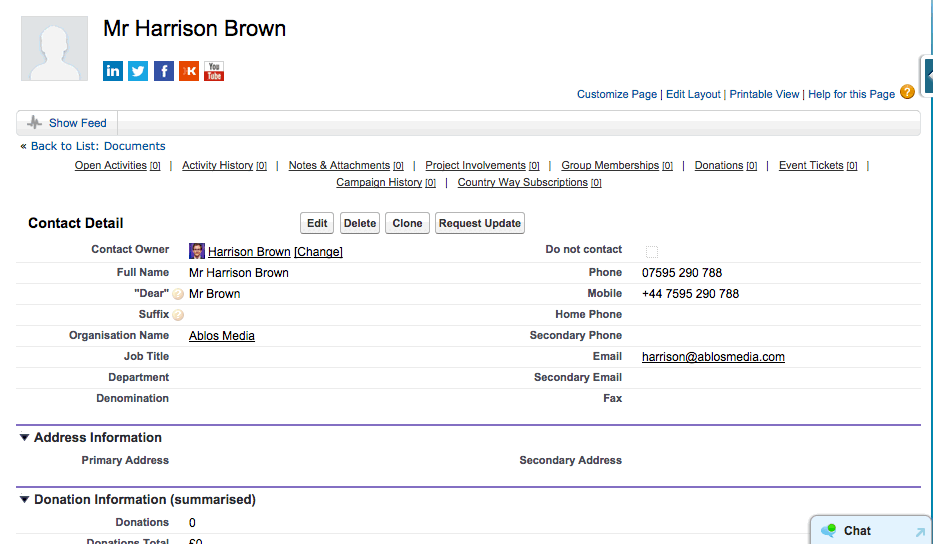 Mr Harrison Brown
in f K You Tube
Customize Page | Edit Layout | Printable View | Help for this Page ?
Show Feed
« Back to List: Documents
Open Activities [0] | Activity History [0] | Notes & Attachments [0] | Project Involvements [0] | Group Memberships [0] | Donations [0] | Event Tickets [0] |
Campaign History [0] | Country Way Subscriptions [0]
Contact Detail Edit Delete Clone Request Update
Contact Owner Harrison Brown [Change] Do not contact
Full Name Mr Harrison Brown Phone 07595 290 788
"Dear" Mr Brown Mobile +44 7595 290 788
Suffix Home Phone
Organisation Name Ablos Media Secondary Phone
Job Title Email harrison@ablosmedia.com
Department Secondary Email
Denomination Fax
Address Information
Primary Address Secondary Address
Donation Information (summarised)
Donations 0
Donations Total £0
Chat